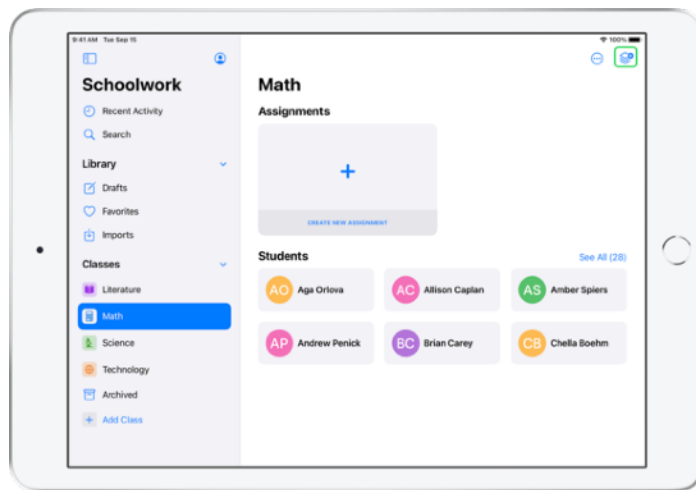 9:41 AM Tue Sep 15
100%
Schoolwork
Recent Activity
Search
Library
Drafts
Favorites
Imports
Classes
Literature
Math
Science
Technology
Archived
Add Class
Math
Assignments
CREATE NEW ASSIGNMENT
Students
See All (28)
AO Aga Orlova
AC Allison Caplan
AS Amber Spiers
AP Andrew Penick
BC Brian Carey
CB Chella Boehm